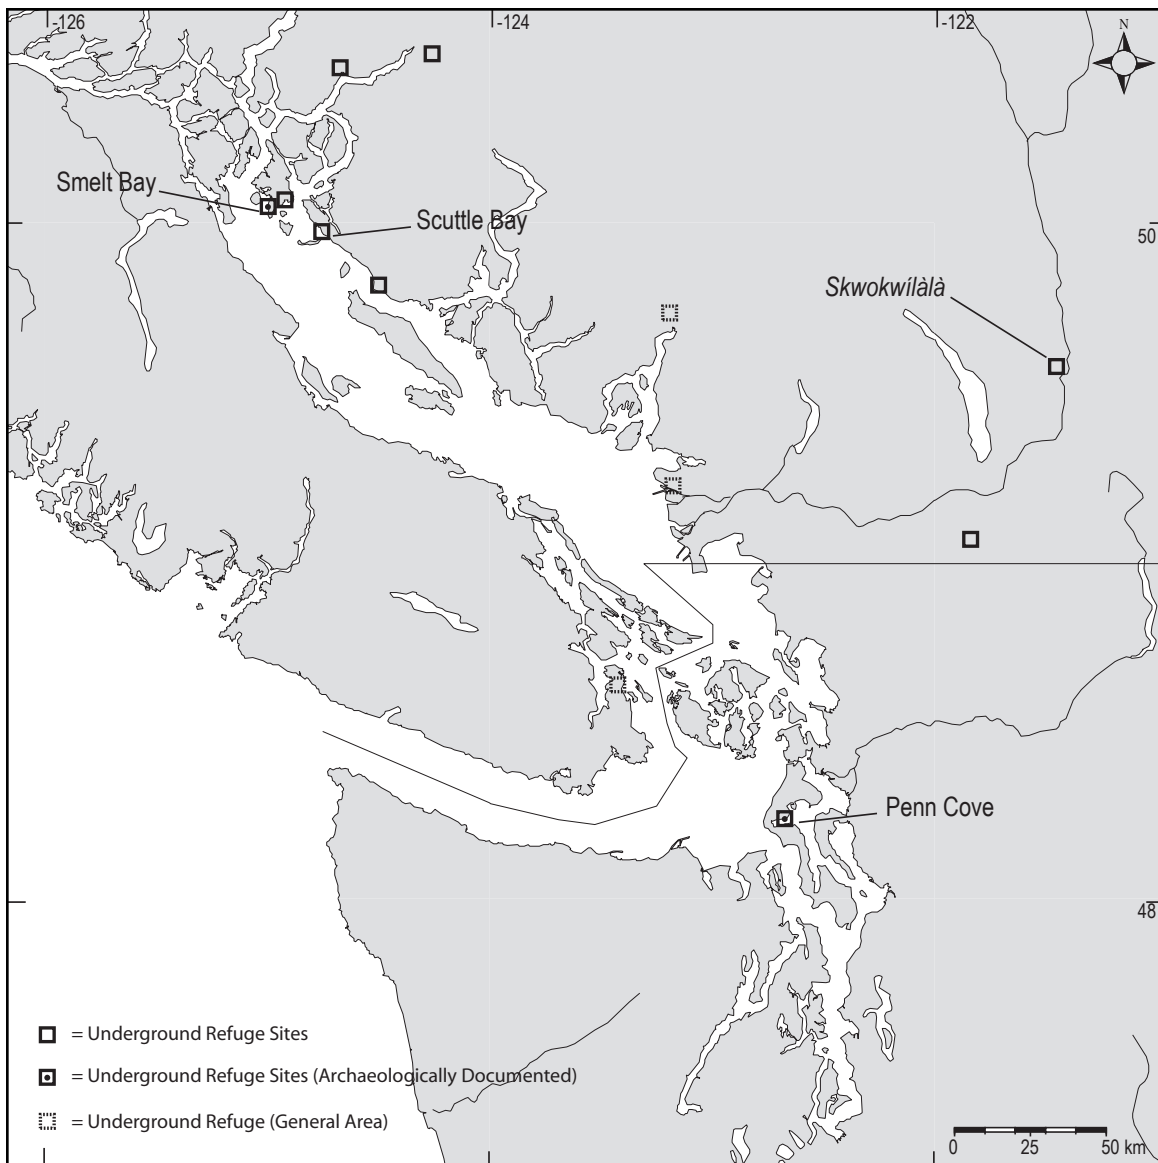 -126
-124
-122
N
Smelt Bay
Scuttle Bay
50
Skwokwílàlà
Penn Cove
48
= Underground Refuge Sites
= Underground Refuge Sites (Archaeologically Documented)
= Underground Refuge (General Area)
0 25 50 km